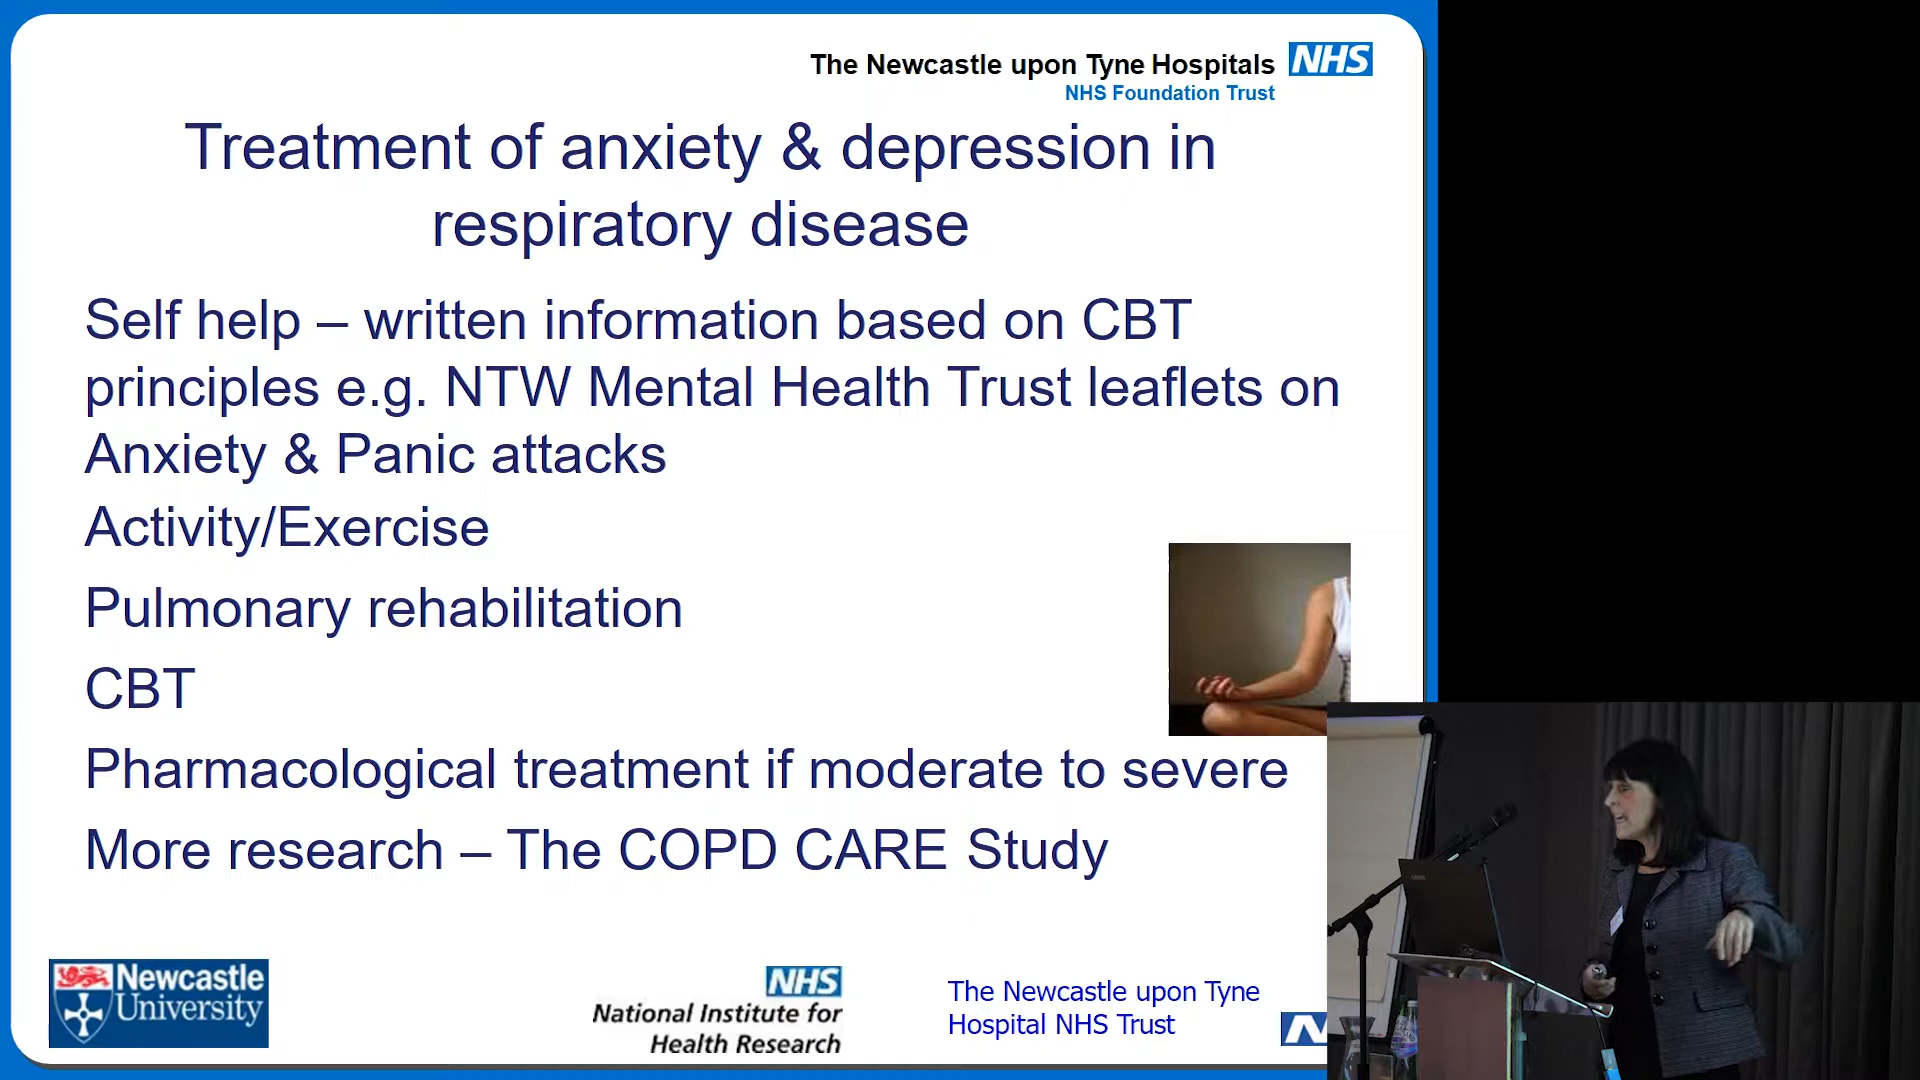 The Newcastle upon Tyne Hospitals NHS
NHS Foundation Trust
Treatment of anxiety & depression in
respiratory disease
Self help – written information based on CBT
principles e.g. NTW Mental Health Trust leaflets on
Anxiety & Panic attacks
Activity/Exercise
Pulmonary rehabilitation
CBT
Pharmacological treatment if moderate to severe
More research – The COPD CARE Study
Newcastle
University
NHS
National Institute for
Health Research
The Newcastle upon Tyne
Hospital NHS Trust